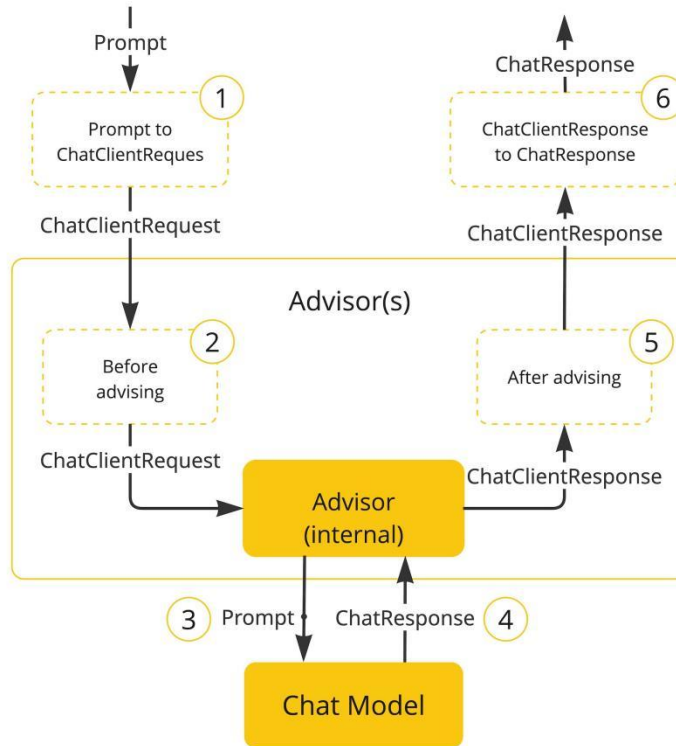 Prompt
1
Prompt to
ChatClientReques
ChatClientRequest
Advisor(s)
2
Before
advising
ChatClientRequest
Advisor
(internal)
3
Prompt
ChatResponse
4
Chat Model
ChatClientResponse
5
After advising
ChatClientResponse
6
ChatClientResponse
to ChatResponse
ChatResponse